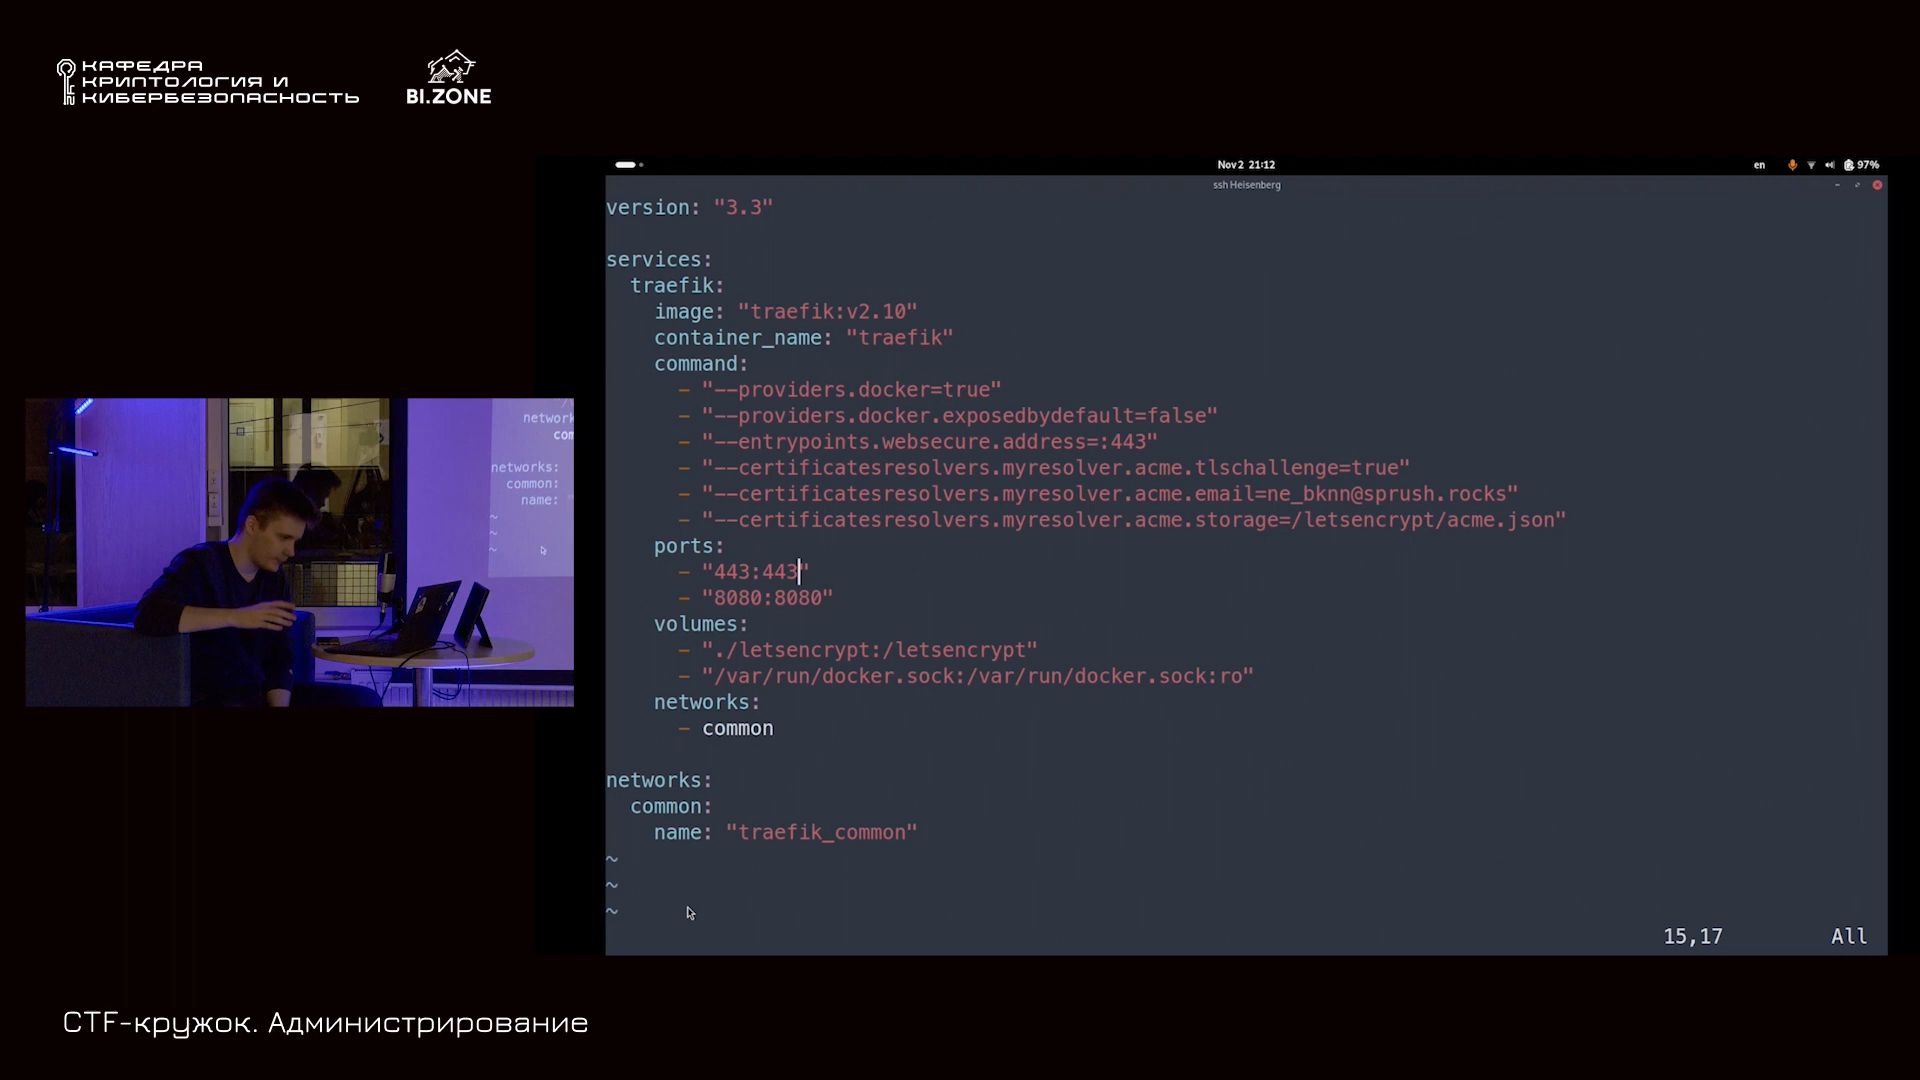 КАФЕДРА
КРИПТОЛОГИЯ И
КИБЕРБЕЗОПАСНОСТЬ
BI.ZONE
Nov 2 21:12
en
97%
ssh Heisenberg
version: "3.3"
services:
  traefik:
    image: "traefik:v2.10"
    container_name: "traefik"
    command:
      - "--providers.docker=true"
      - "--providers.docker.exposedbydefault=false"
      - "--entrypoints.websecure.address=:443"
      - "--certificatesresolvers.myresolver.acme.tlschallenge=true"
      - "--certificatesresolvers.myresolver.acme.email=ne_bknn@sprush.rocks"
      - "--certificatesresolvers.myresolver.acme.storage=/letsencrypt/acme.json"
    ports:
      - "443:443"
      - "8080:8080"
    volumes:
      - "./letsencrypt:/letsencrypt"
      - "/var/run/docker.sock:/var/run/docker.sock:ro"
    networks:
      - common
networks:
  common:
    name: "traefik_common"
~
~
~
15,17 All
network
com
networks:
common:
name: "
~
~
~
CTF-кружок. Администрирование